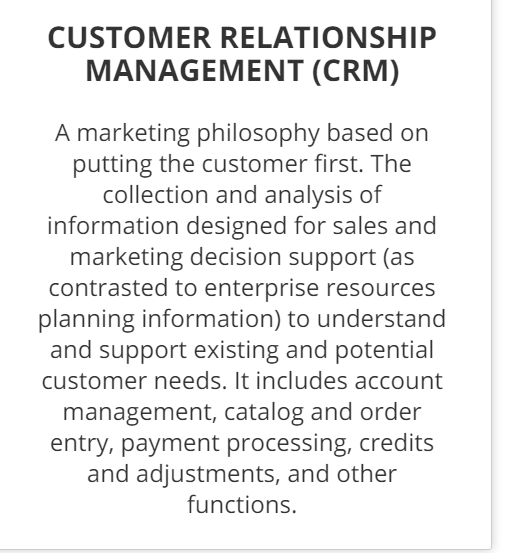 CUSTOMER RELATIONSHIP
MANAGEMENT (CRM)
A marketing philosophy based on
putting the customer first. The
collection and analysis of
information designed for sales and
marketing decision support (as
contrasted to enterprise resources
planning information) to understand
and support existing and potential
customer needs. It includes account
management, catalog and order
entry, payment processing, credits
and adjustments, and other
functions.